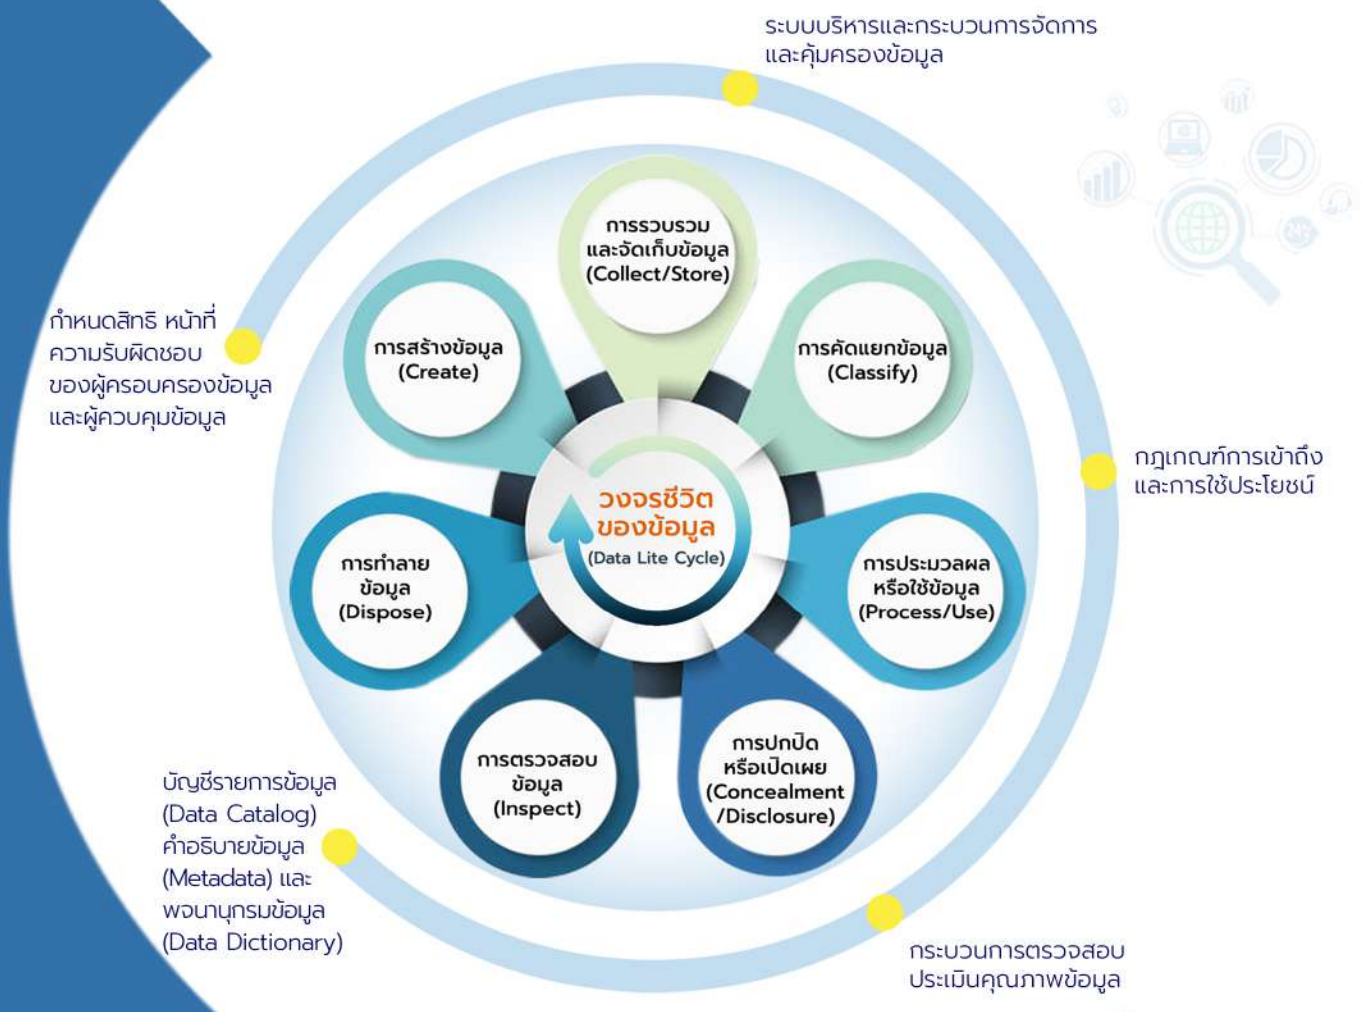 ระบบบริหารและกระบวนการจัดการ
และคุ้มครองข้อมูล
การรวบรวม
และจัดเก็บข้อมูล
(Collect/Store)
การสร้างข้อมูล
(Create)
การคัดแยกข้อมูล
(Classify)
กำหนดสิทธิ หน้าที่
ความรับผิดชอบ
ของผู้ครอบครองข้อมูล
และผู้ควบคุมข้อมูล
กฎเกณฑ์การเข้าถึง
และการใช้ประโยชน์
วงจรชีวิต
ของข้อมูล
(Data Lite Cycle)
การทำลาย
ข้อมูล
(Dispose)
การประมวลผล
หรือใช้ข้อมูล
(Process/Use)
การตรวจสอบ
ข้อมูล
(Inspect)
การปกปิด
หรือเปิดเผย
(Concealment
/Disclosure)
บัญชีรายการข้อมูล
(Data Catalog)
คำอธิบายข้อมูล
(Metadata) และ
พจนานุกรมข้อมูล
(Data Dictionary)
กระบวนการตรวจสอบ
ประเมินคุณภาพข้อมูล